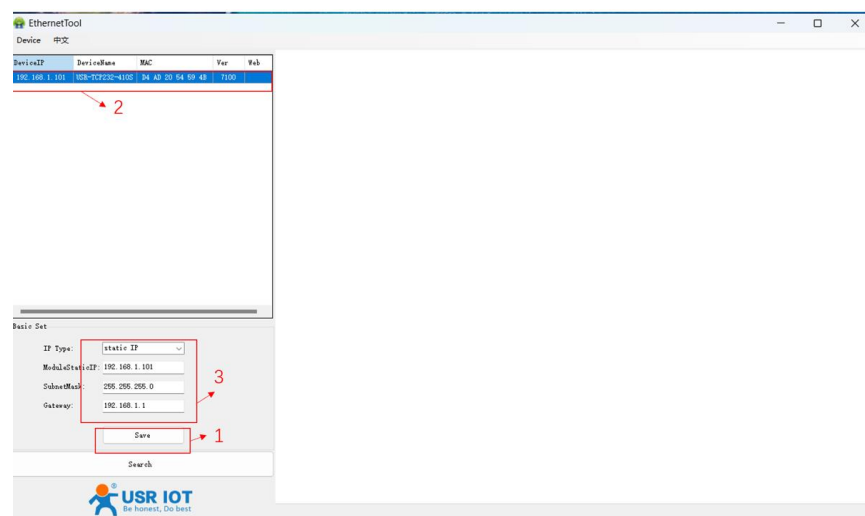 EthernetTool
Device 中文
DeviceIP DeviceName MAC Ver Web
192.168.1.101 USR-TCP232-410S D4 AD 20 54 59 4B 7100
2
Basic Set
IP Type: static IP
ModuleStaticIP: 192.168.1.101
SubnetMask: 255.255.255.0
3
Gateway: 192.168.1.1
Save
1
Search
USR IOT
Be honest, Do best